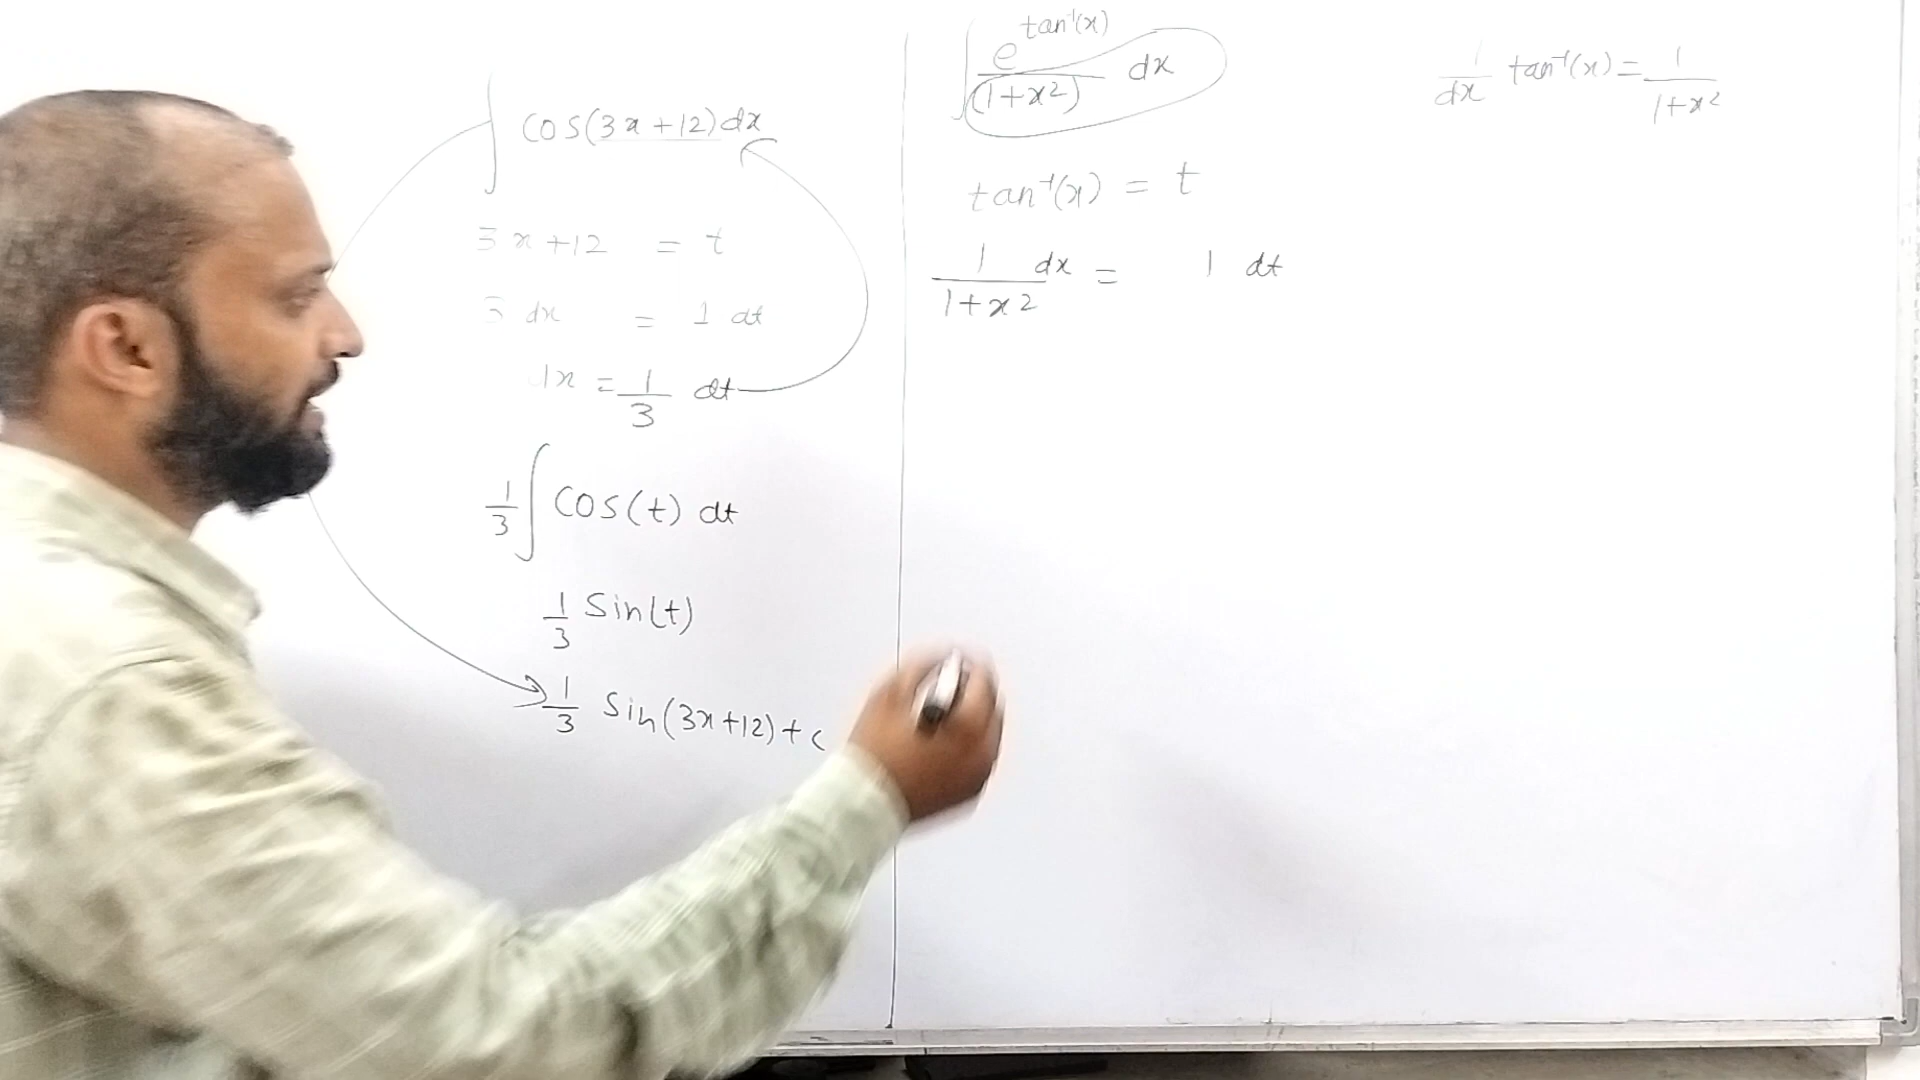 ∫ cos(3x+12)dx
3x+12 = t
3 dx = 1 dt
dx = 1/3 dt
1/3 ∫ cos(t) dt
1/3 Sin(t)
1/3 Sin(3x+12)+c
∫ e^tan⁻¹(x)/(1+x²) dx
tan⁻¹(x) = t
1/1+x² dx = 1 dt
1/dx tan⁻¹(x) = 1/1+x²